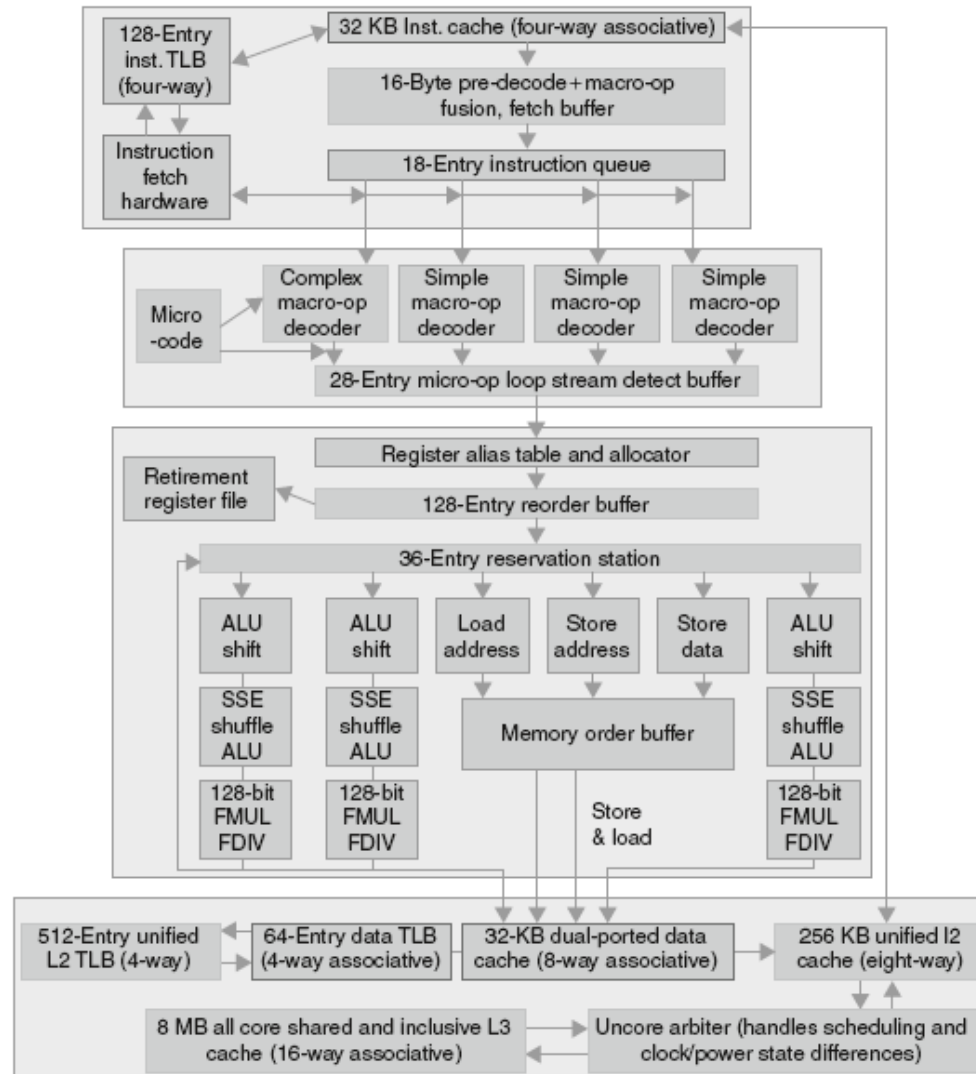 128-Entry
inst. TLB
(four-way)
32 KB Inst. cache (four-way associative)
16-Byte pre-decode+macro-op
fusion, fetch buffer
Instruction
fetch
hardware
18-Entry instruction queue
Micro
-code
Complex
macro-op
decoder
Simple
macro-op
decoder
Simple
macro-op
decoder
Simple
macro-op
decoder
28-Entry micro-op loop stream detect buffer
Register alias table and allocator
Retirement
register file
128-Entry reorder buffer
36-Entry reservation station
ALU
shift
ALU
shift
Load
address
Store
address
Store
data
ALU
shift
SSE
shuffle
ALU
SSE
shuffle
ALU
Memory order buffer
SSE
shuffle
ALU
128-bit
FMUL
FDIV
128-bit
FMUL
FDIV
Store
& load
128-bit
FMUL
FDIV
512-Entry unified
L2 TLB (4-way)
64-Entry data TLB
(4-way associative)
32-KB dual-ported data
cache (8-way associative)
256 KB unified l2
cache (eight-way)
8 MB all core shared and inclusive L3
cache (16-way associative)
Uncore arbiter (handles scheduling and
clock/power state differences)